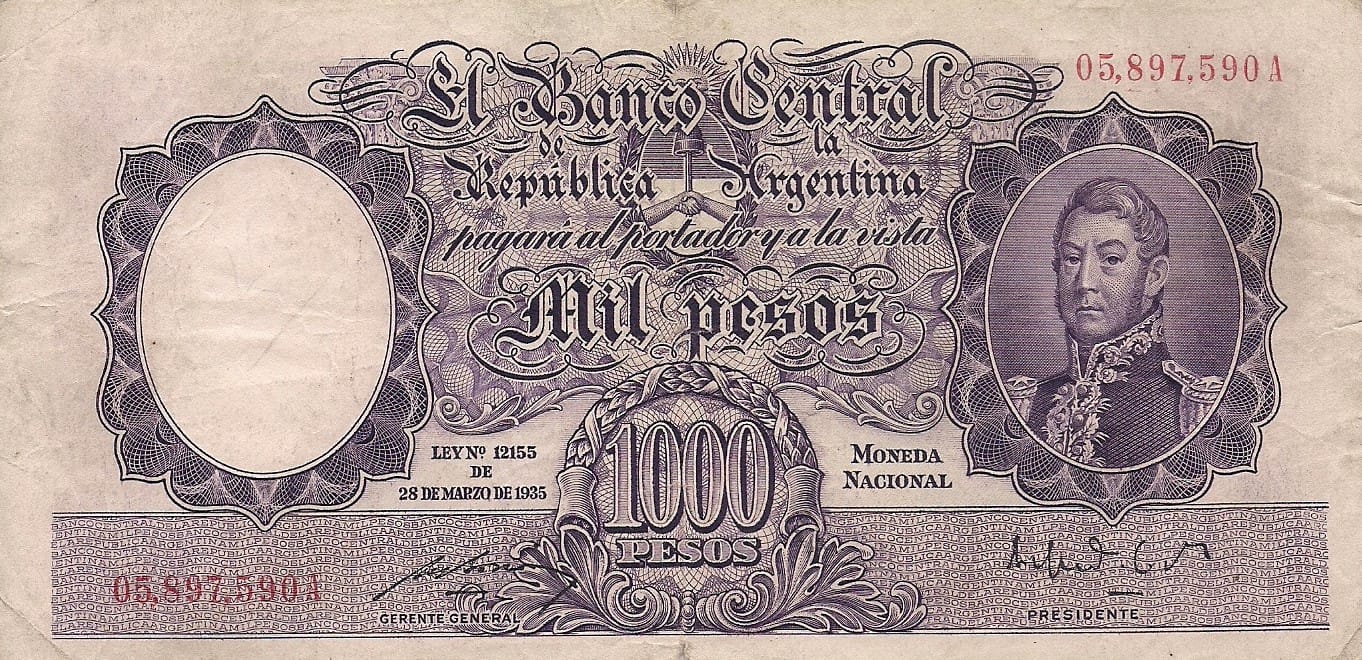 05,897,590 A
El Banco Central
de la
República Argentina
pagará al portador y a la vista
Mil pesos
LEY Nº 12155
DE
28 DE MARZO DE 1935
1000
PESOS
MONEDA
NACIONAL
05,897,590 A
GERENTE GENERAL
PRESIDENTE